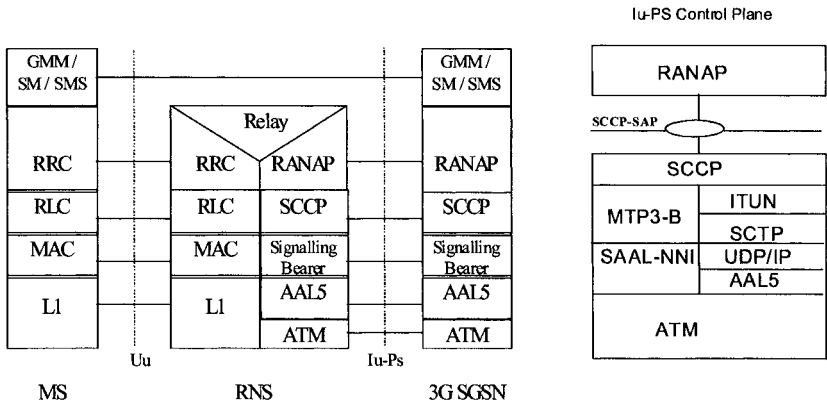 Iu-PS Control Plane
GMM /
SM / SMS
GMM /
SM / SMS
RANAP
Relay
SCCP-SAP
RRC
RRC
RANAP
RANAP
SCCP
RLC
RLC
SCCP
SCCP
MTP3-B
ITUN
SCTP
MAC
MAC
Signalling
Bearer
Signalling
Bearer
SAAL-NNI
UDP/IP
AAL5
L1
L1
AAL5
AAL5
ATM
ATM
ATM
Uu
Iu-Ps
MS
RNS
3G SGSN